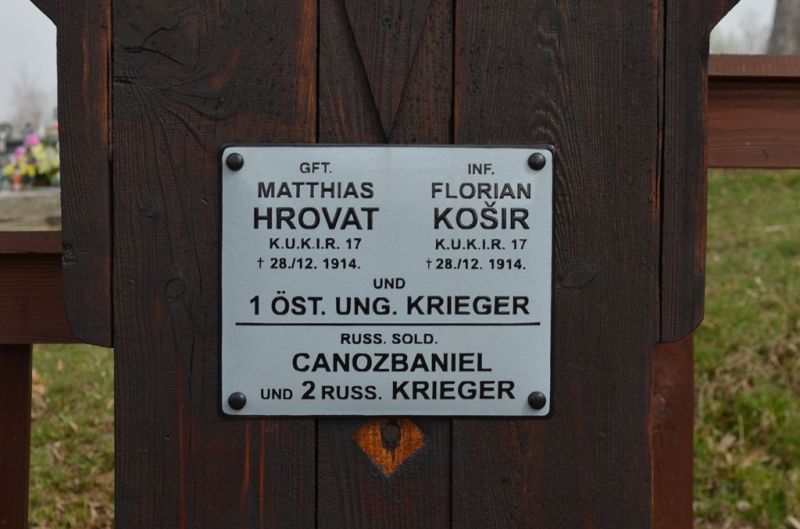 GFT.
MATTHIAS
HROVAT
K.U.K.I.R. 17
† 28./12. 1914.
INF.
FLORIAN
KOŠIR
K.U.K.I.R. 17
† 28./12. 1914.
UND
1 ÖST. UNG. KRIEGER
RUSS. SOLD.
CANOZBANIEL
UND 2 RUSS. KRIEGER